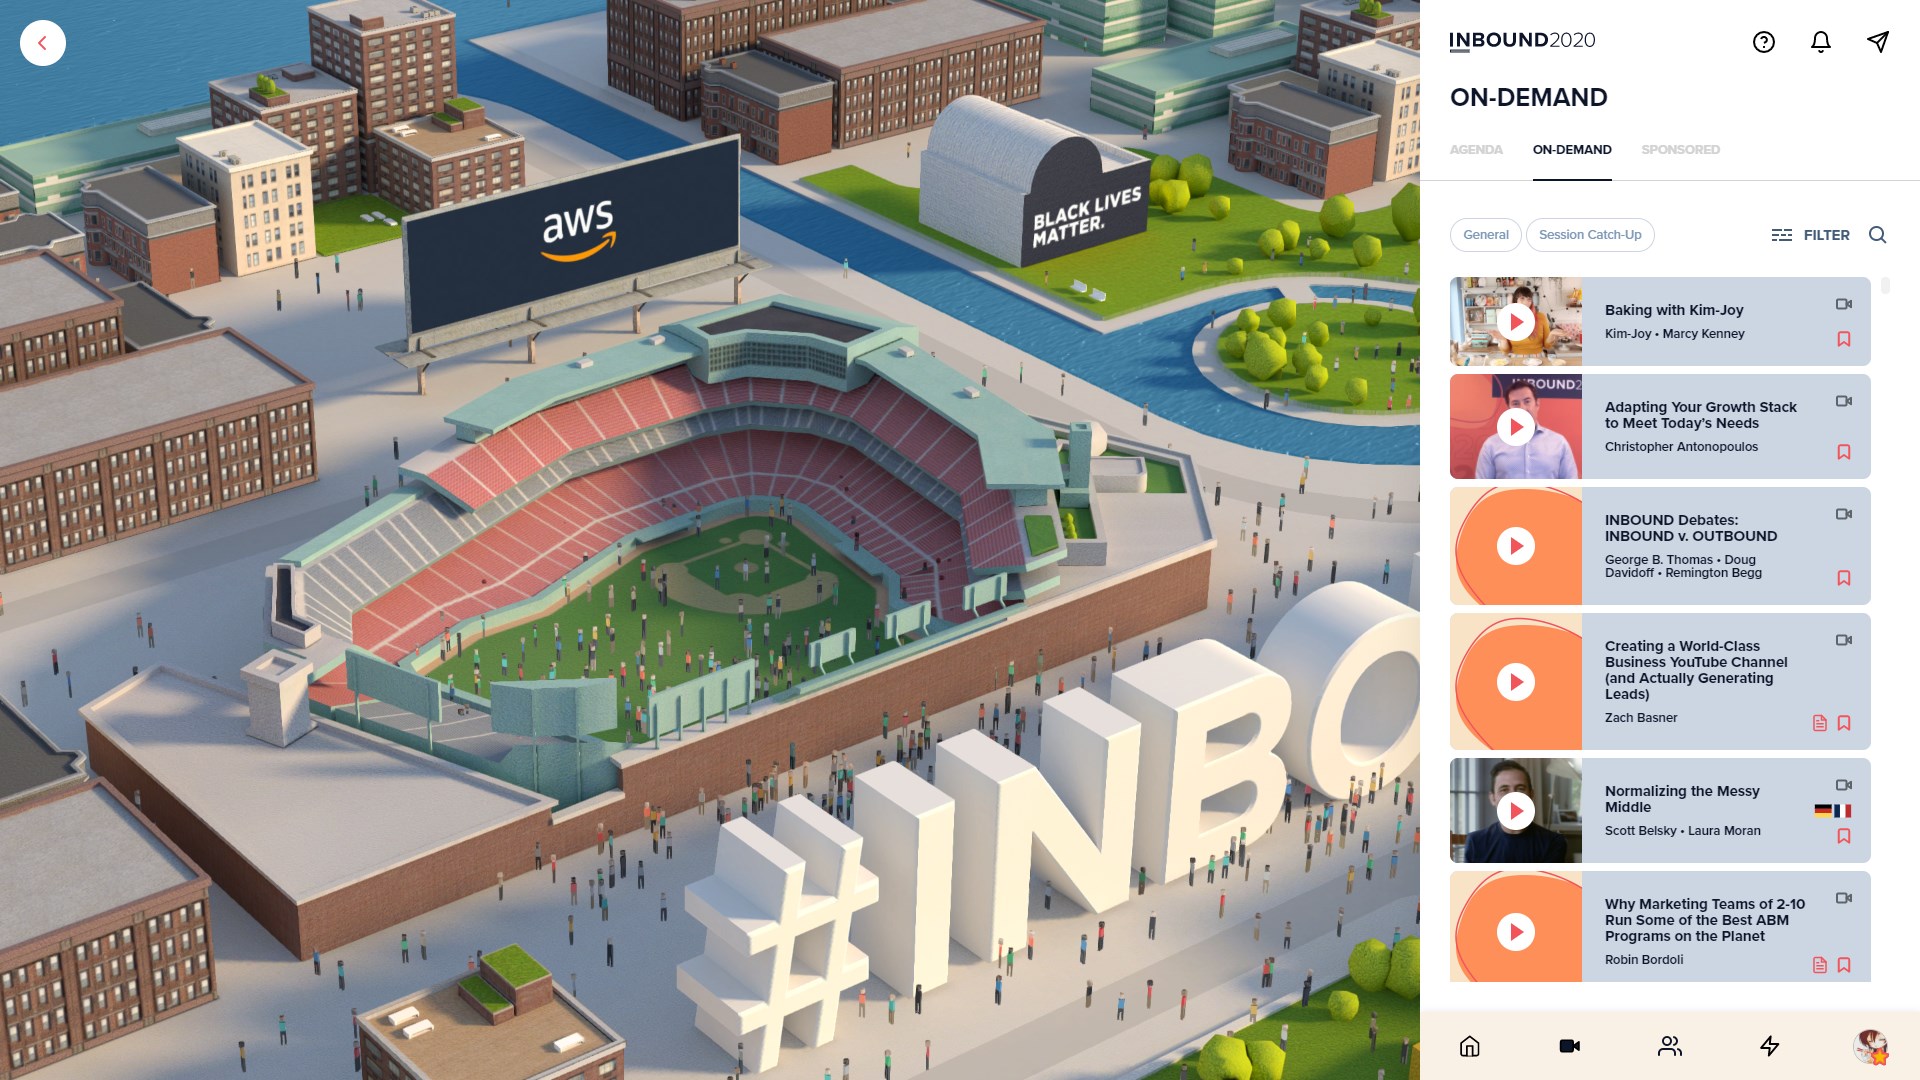 aws
BLACK LIVES
MATTER.
#INBO
INBOUND2020
ON-DEMAND
AGENDA
ON-DEMAND
SPONSORED
General
Session Catch-Up
FILTER
Baking with Kim-Joy
Kim-Joy • Marcy Kenney
INBOUND2
Adapting Your Growth Stack
to Meet Today's Needs
Christopher Antonopoulos
INBOUND Debates:
INBOUND v. OUTBOUND
George B. Thomas • Doug
Davidoff • Remington Begg
Creating a World-Class
Business YouTube Channel
(and Actually Generating
Leads)
Zach Basner
Normalizing the Messy
Middle
Scott Belsky • Laura Moran
Why Marketing Teams of 2-10
Run Some of the Best ABM
Programs on the Planet
Robin Bordoli